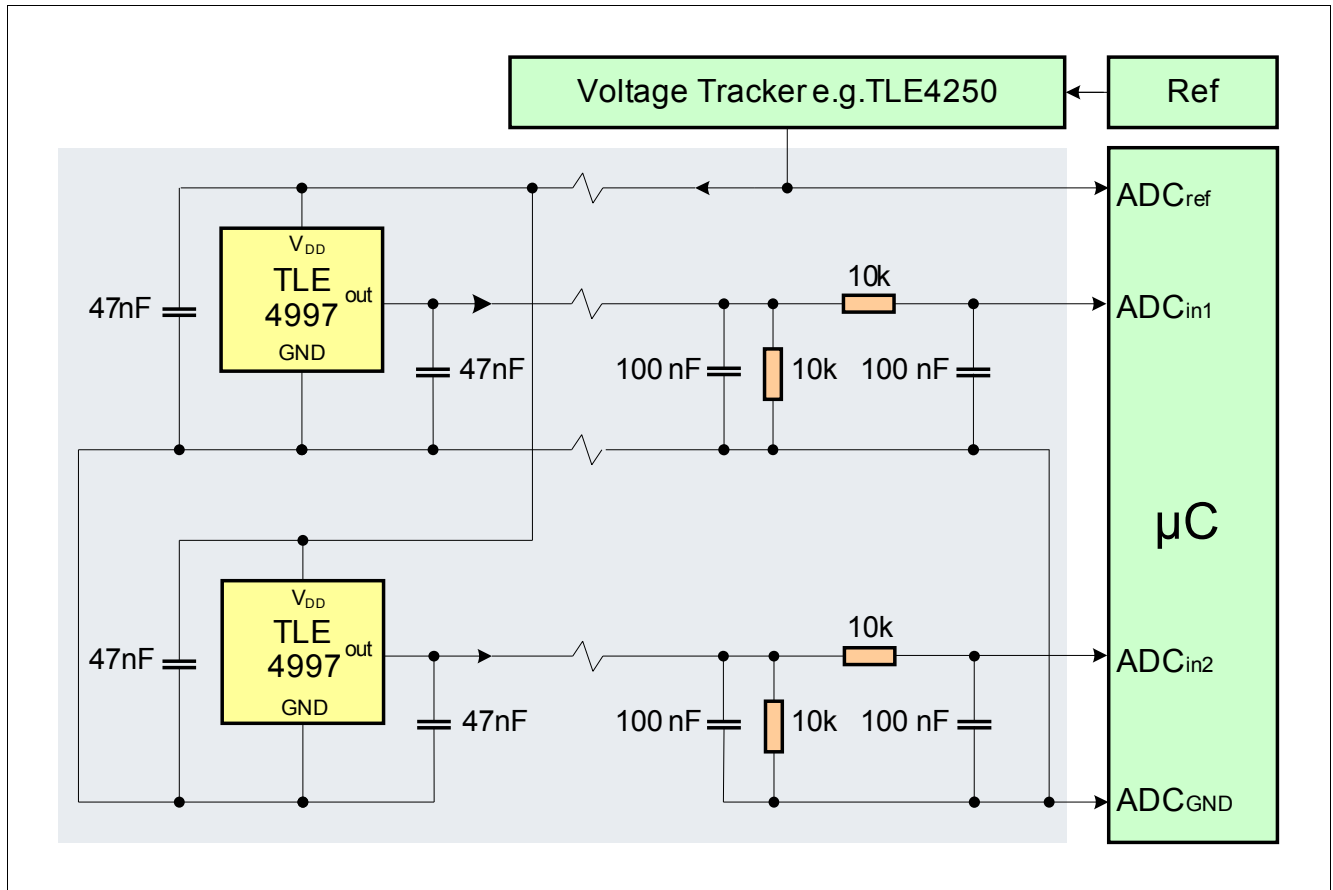 Voltage Tracker e.g.TLE4250
Ref
ADCref
VDD
TLE
4997
out
GND
47nF
47nF
100 nF
10k
10k
100 nF
ADCin1
µC
VDD
TLE
4997
out
GND
47nF
47nF
100 nF
10k
10k
100 nF
ADCin2
ADCGND